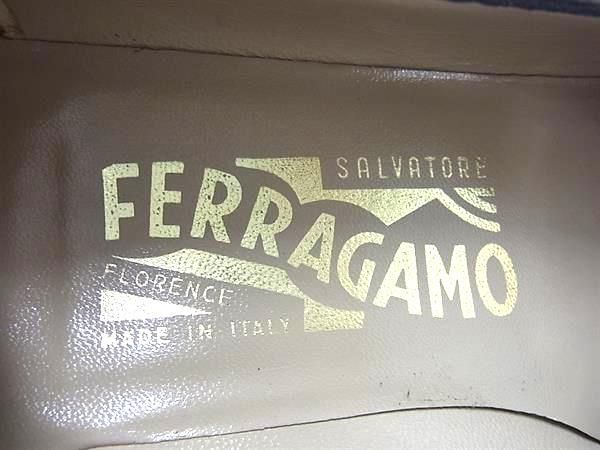 SALVATORE
FERRAGAMO
FLORENCE
MADE IN ITALY